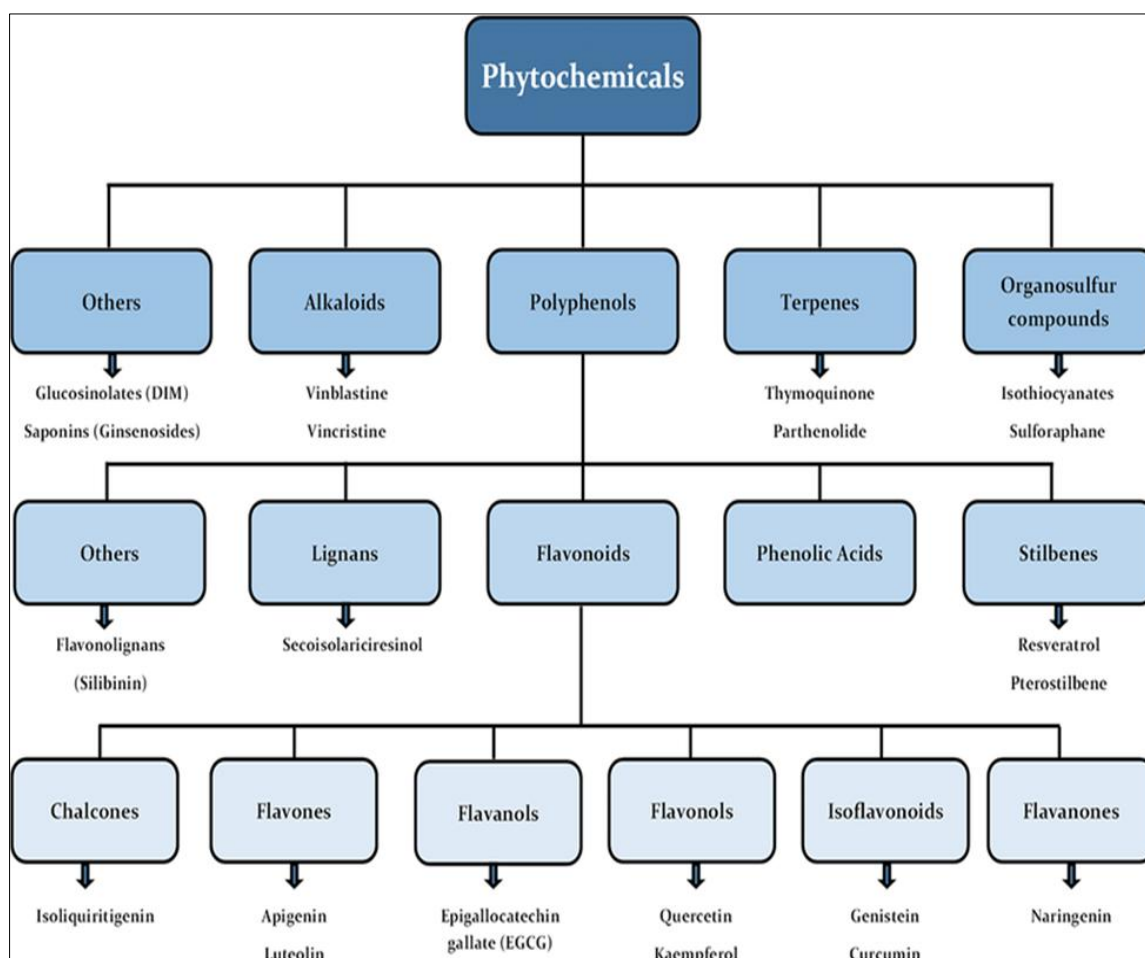 Phytochemicals
Others
Alkaloids
Polyphenols
Terpenes
Organosulfur
compounds
Glucosinolates (DIM)
Saponins (Ginsenosides)
Vinblastine
Vincristine
Thymoquinone
Parthenolide
Isothiocyanates
Sulforaphane
Others
Lignans
Flavonoids
Phenolic Acids
Stilbenes
Flavonolignans
(Silibinin)
Secoisolariciresinol
Resveratrol
Pterostilbene
Chalcones
Flavones
Flavanols
Flavonols
Isoflavonoids
Flavanones
Isoliquiritigenin
Apigenin
Luteolin
Epigallocatechin
gallate (EGCG)
Quercetin
Kaempferol
Genistein
Curcumin
Naringenin